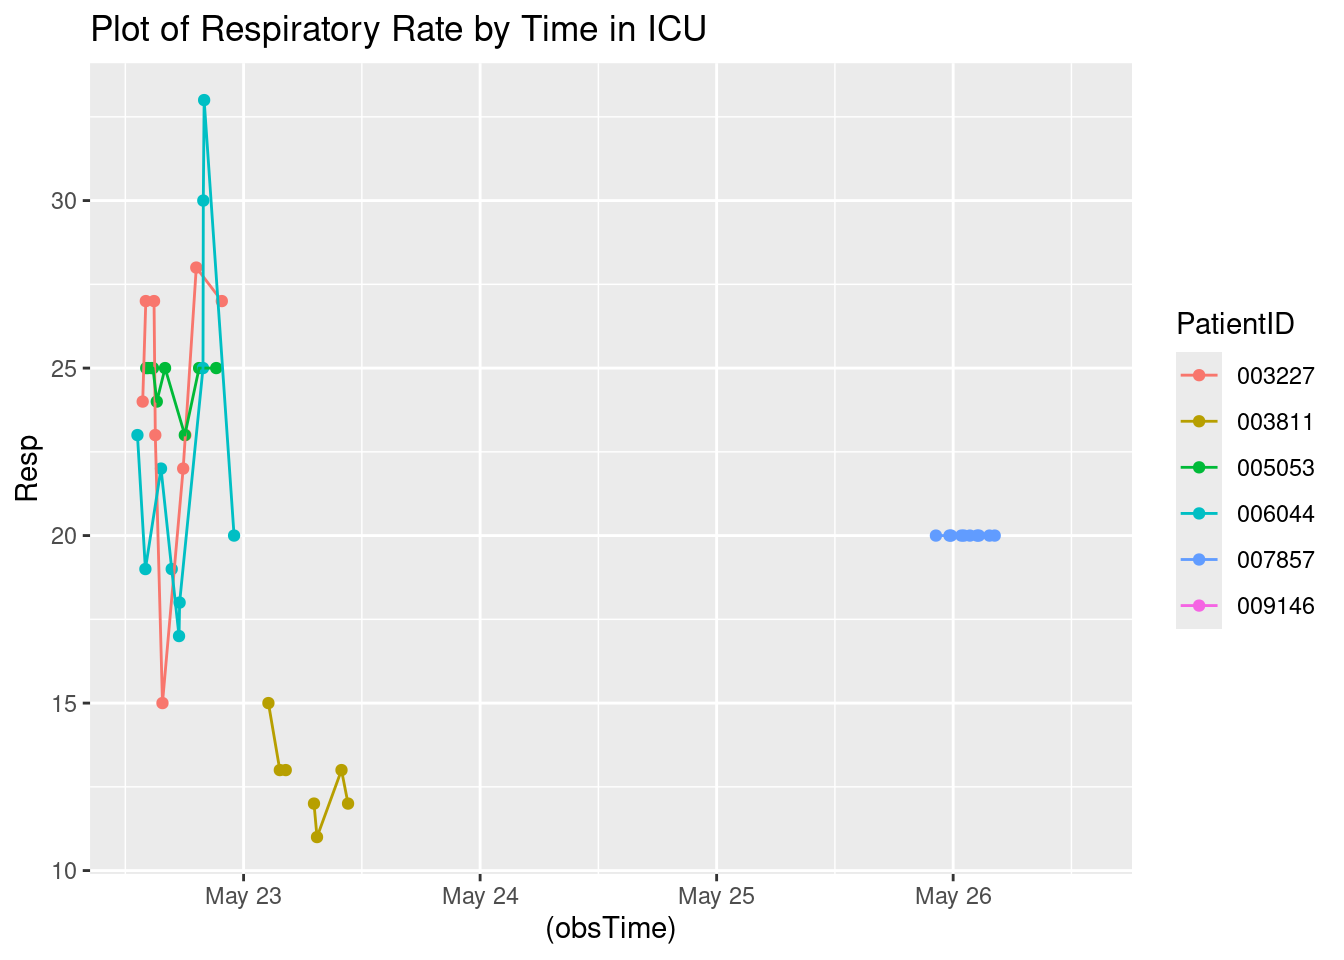 Plot of Respiratory Rate by Time in ICU
Resp
30
25
20
15
10
May 23
May 24
May 25
May 26
(obsTime)
PatientID
003227
003811
005053
006044
007857
009146